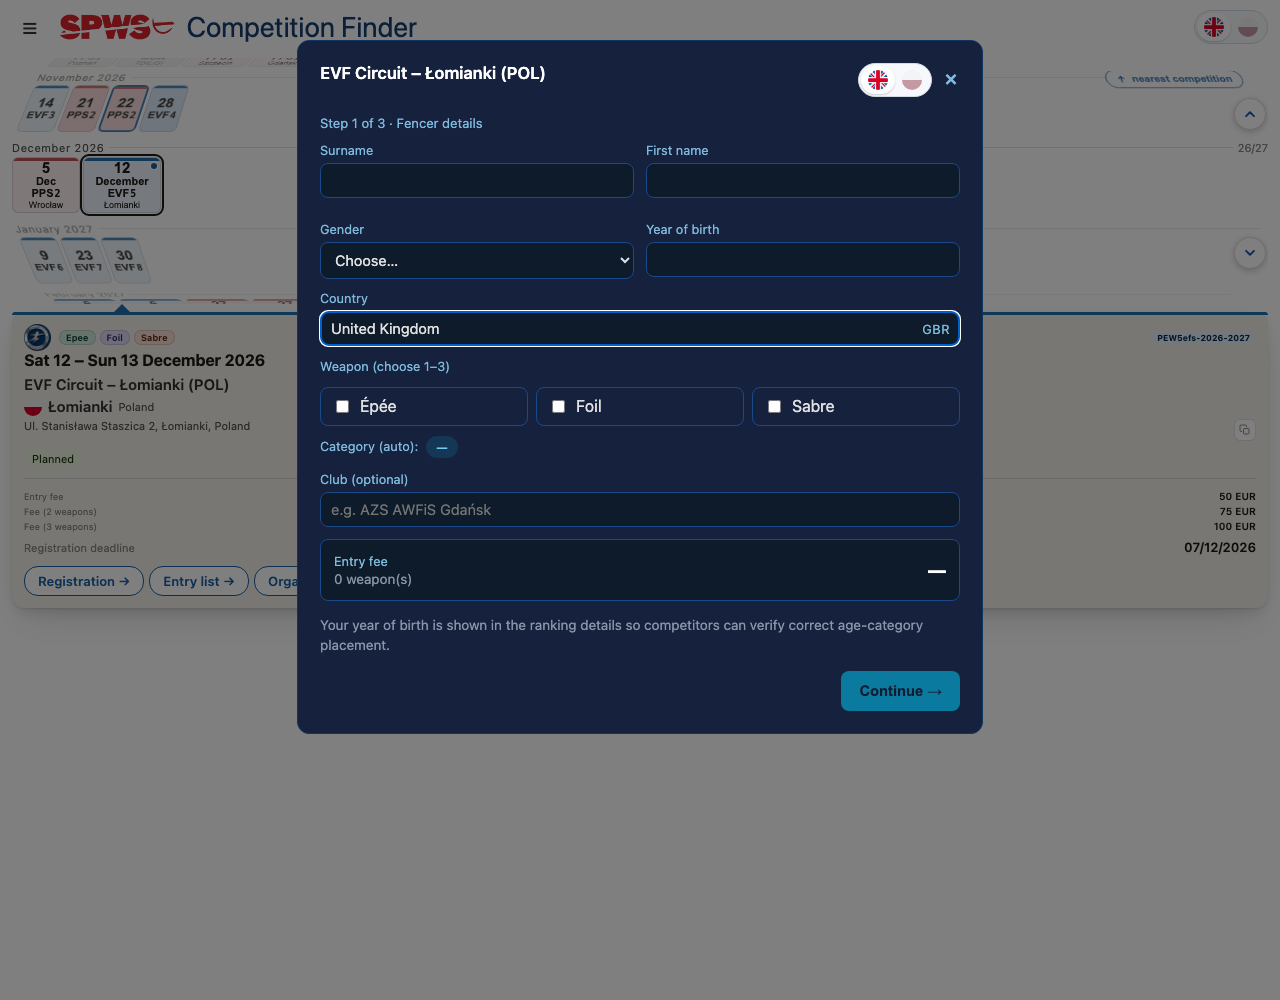 SPWS Competition Finder
November 2026
nearest competition
14 EVF3
21 PPS2
22 PPS2
28 EVF4
December 2026
26/27
5 Dec PPS2 Wrocław
12 December EVF5 Łomianki
January 2027
9 EVF6
23 EVF7
30 EVF8
Epee Foil Sabre
PEW5efs-2026-2027
Sat 12 – Sun 13 December 2026
EVF Circuit – Łomianki (POL)
Łomianki Poland
Ul. Stanisława Staszica 2, Łomianki, Poland
Planned
Entry fee
50 EUR
Fee (2 weapons)
75 EUR
Fee (3 weapons)
100 EUR
Registration deadline
07/12/2026
Registration →
Entry list →
Orga
EVF Circuit – Łomianki (POL)
×
Step 1 of 3 · Fencer details
Surname
First name
Gender
Year of birth
Choose...
Country
United Kingdom GBR
Weapon (choose 1–3)
Épée
Foil
Sabre
Category (auto): —
Club (optional)
e.g. AZS AWFiS Gdańsk
Entry fee
0 weapon(s)
—
Your year of birth is shown in the ranking details so competitors can verify correct age-category
placement.
Continue →